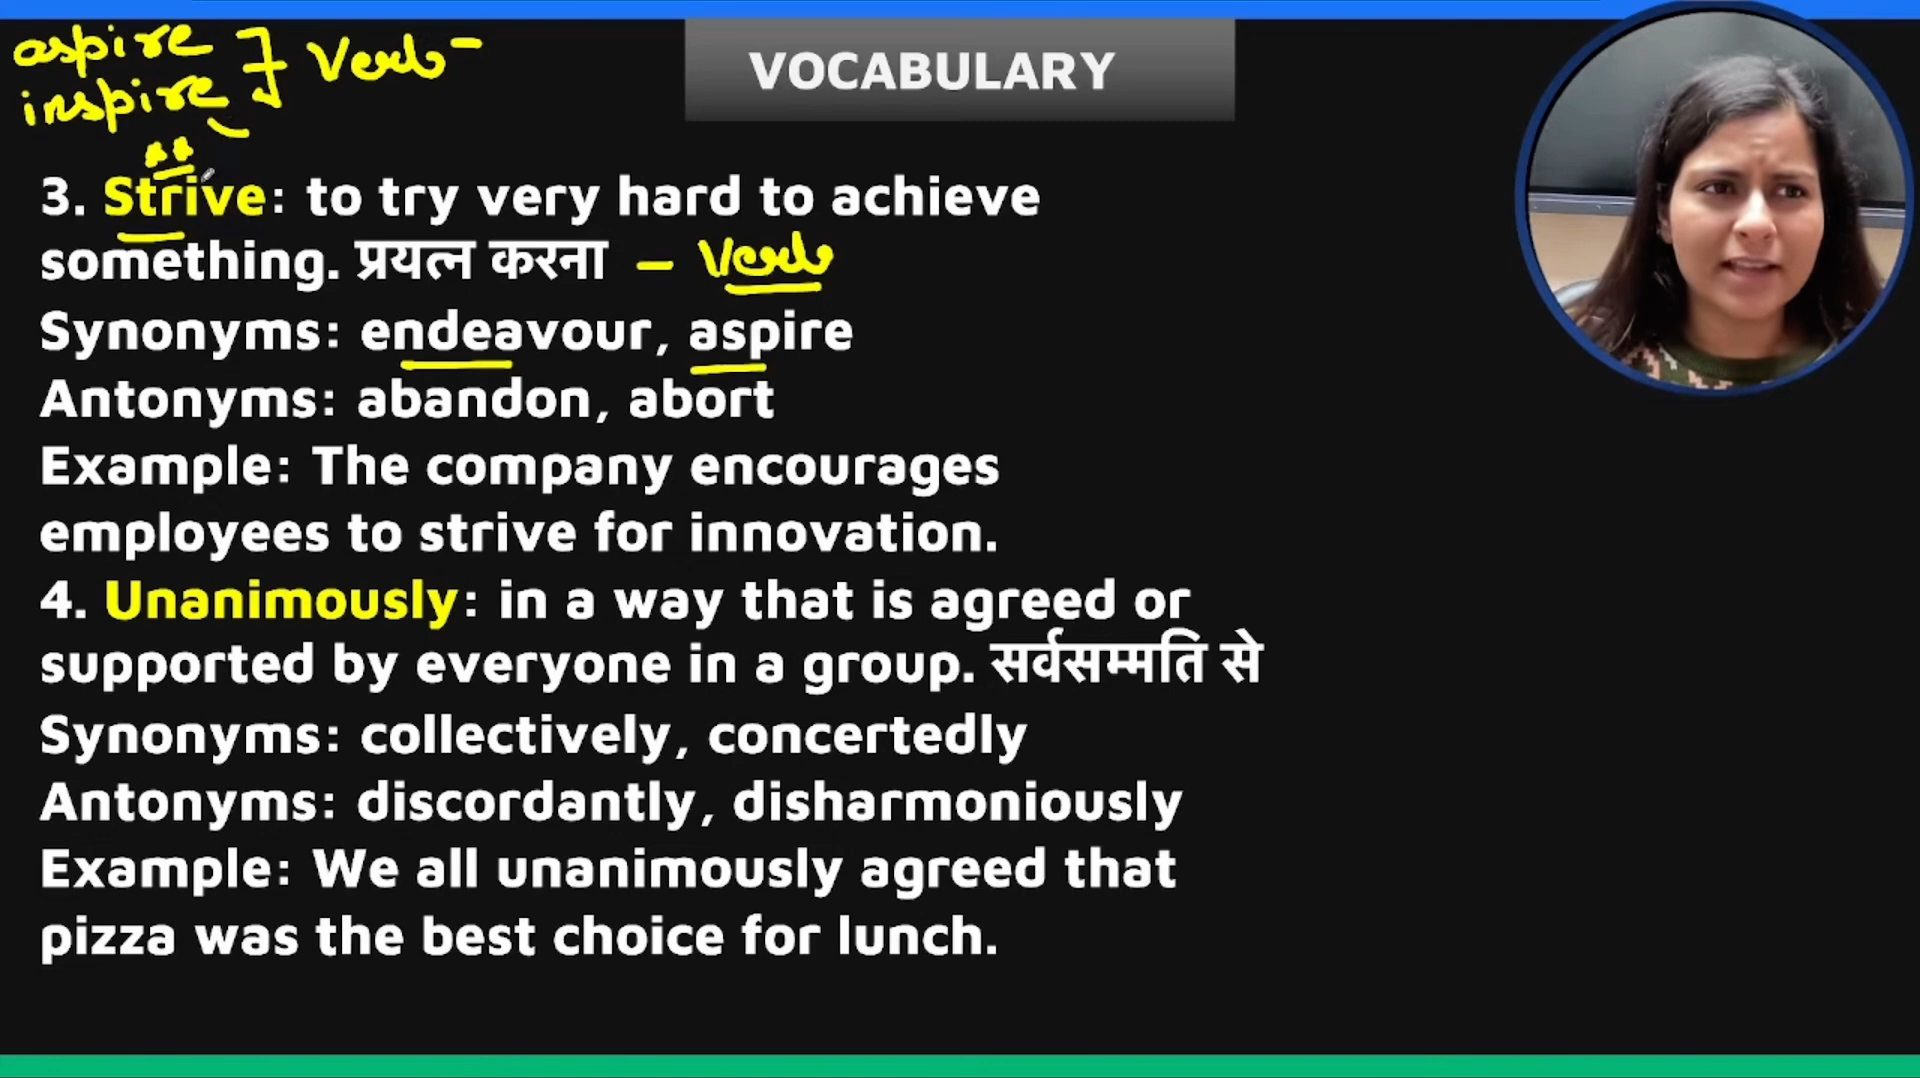 aspire
inspire ] Verb -
VOCABULARY
3. Strive: to try very hard to achieve
something. प्रयत्न करना - Verb
Synonyms: endeavour, aspire
Antonyms: abandon, abort
Example: The company encourages
employees to strive for innovation.
4. Unanimously: in a way that is agreed or
supported by everyone in a group. सर्वसम्मति से
Synonyms: collectively, concertedly
Antonyms: discordantly, disharmoniously
Example: We all unanimously agreed that
pizza was the best choice for lunch.